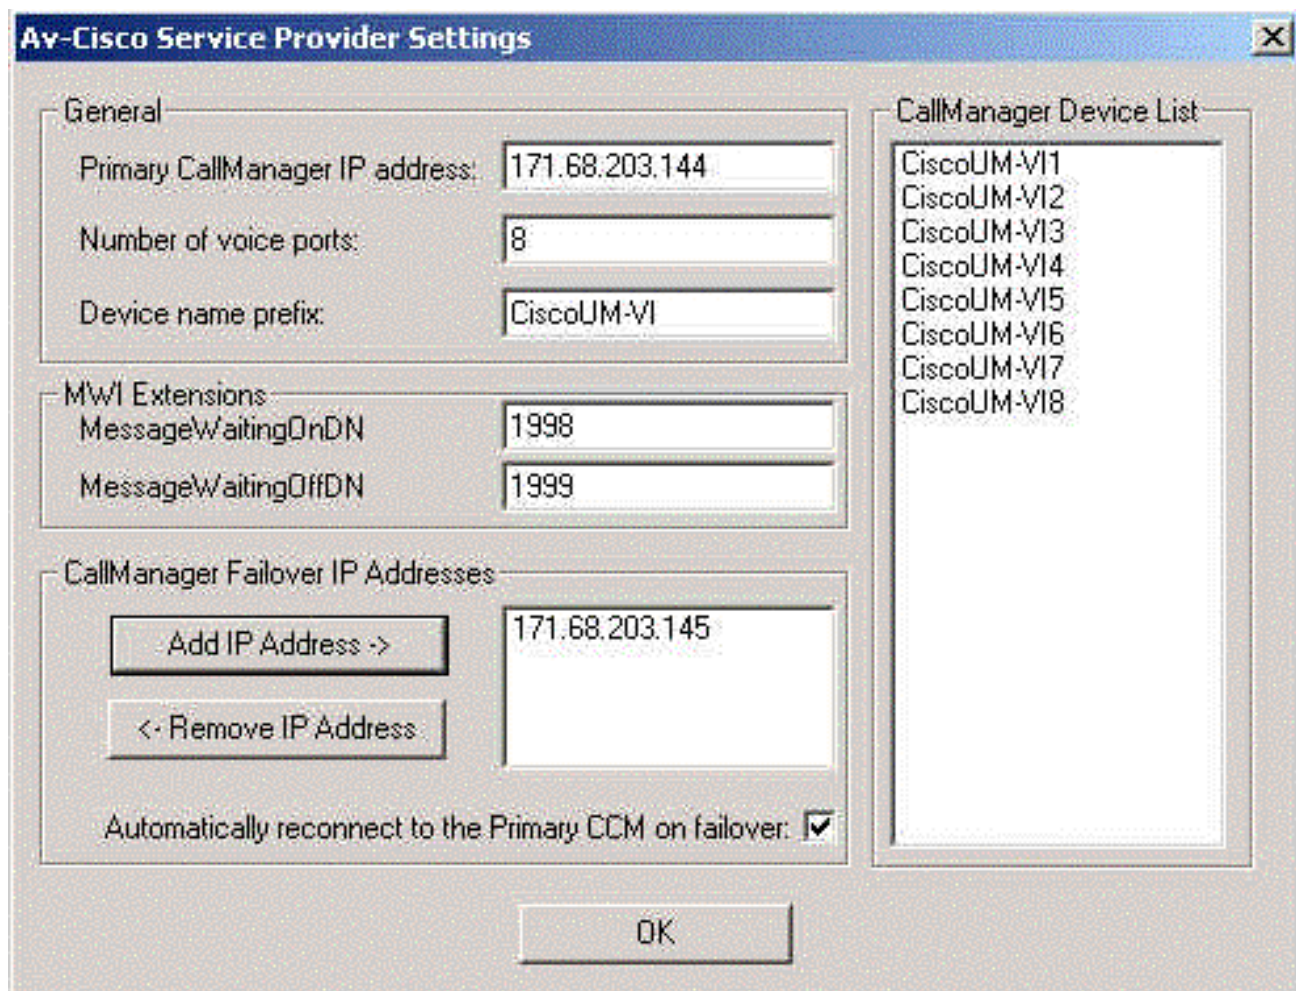 Av-Cisco Service Provider Settings
General
Primary CallManager IP address: 171.68.203.144
Number of voice ports: 8
Device name prefix: CiscoUM-VI
MWI Extensions
MessageWaitingOnDN 1998
MessageWaitingOffDN 1999
CallManager Failover IP Addresses
Add IP Address ->
171.68.203.145
<- Remove IP Address
Automatically reconnect to the Primary CCM on failover:
CallManager Device List
CiscoUM-VI1
CiscoUM-VI2
CiscoUM-VI3
CiscoUM-VI4
CiscoUM-VI5
CiscoUM-VI6
CiscoUM-VI7
CiscoUM-VI8
OK